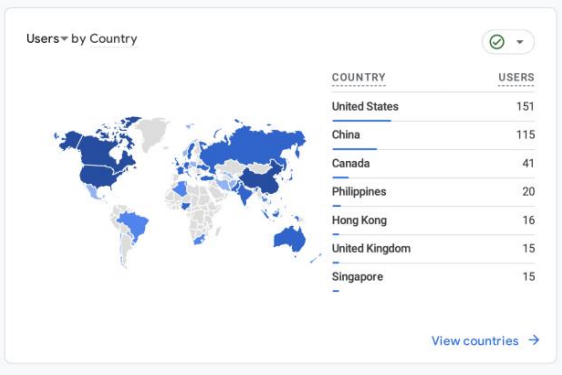 Users by Country
COUNTRY USERS
United States 151
China 115
Canada 41
Philippines 20
Hong Kong 16
United Kingdom 15
Singapore 15
View countries